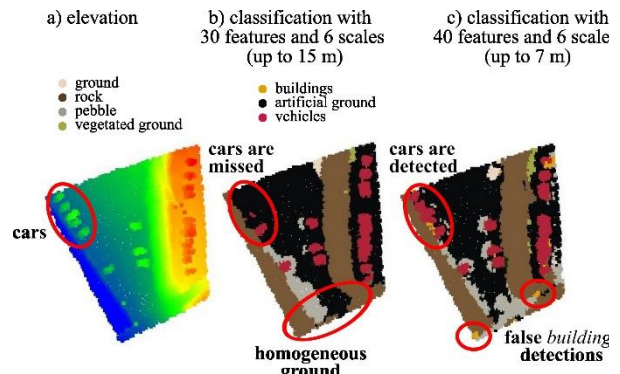 a) elevation
b) classification with
30 features and 6 scales
(up to 15 m)
c) classification with
40 features and 6 scale
(up to 7 m)
ground
rock
pebble
vegetated ground
buildings
artificial ground
vehicles
cars are
missed
cars are
detected
cars
homogeneous
ground
false building
detections